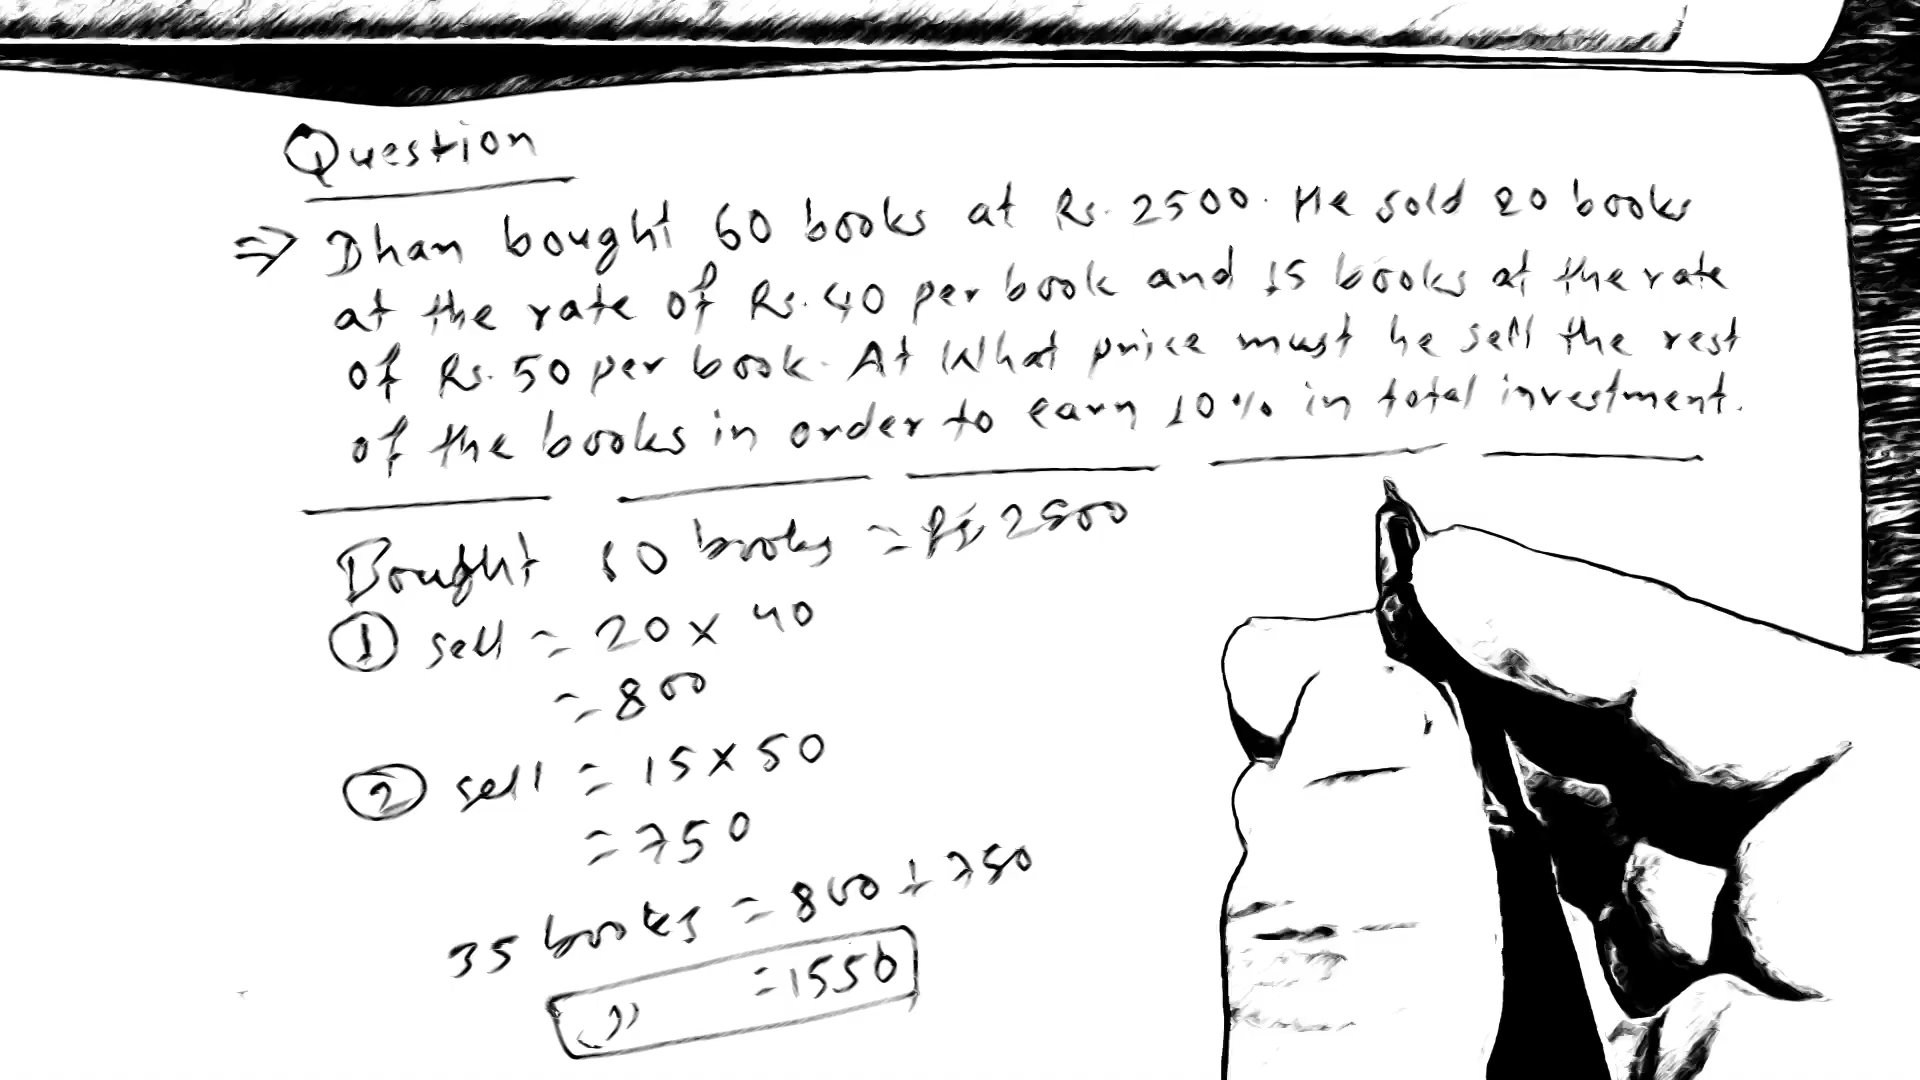 Question
⇒ Dhan bought 60 books at Rs. 2500. He sold 20 books
at the rate of Rs. 40 per book and 15 books at the rate
of Rs. 50 per book. At What price must he sell the rest
of the books in order to earn 10% in total investment.
Bought 60 books = Rs 2500
① sell = 20 x 40
= 800
② sell = 15 x 50
= 750
35 books = 800 + 750
= 1550